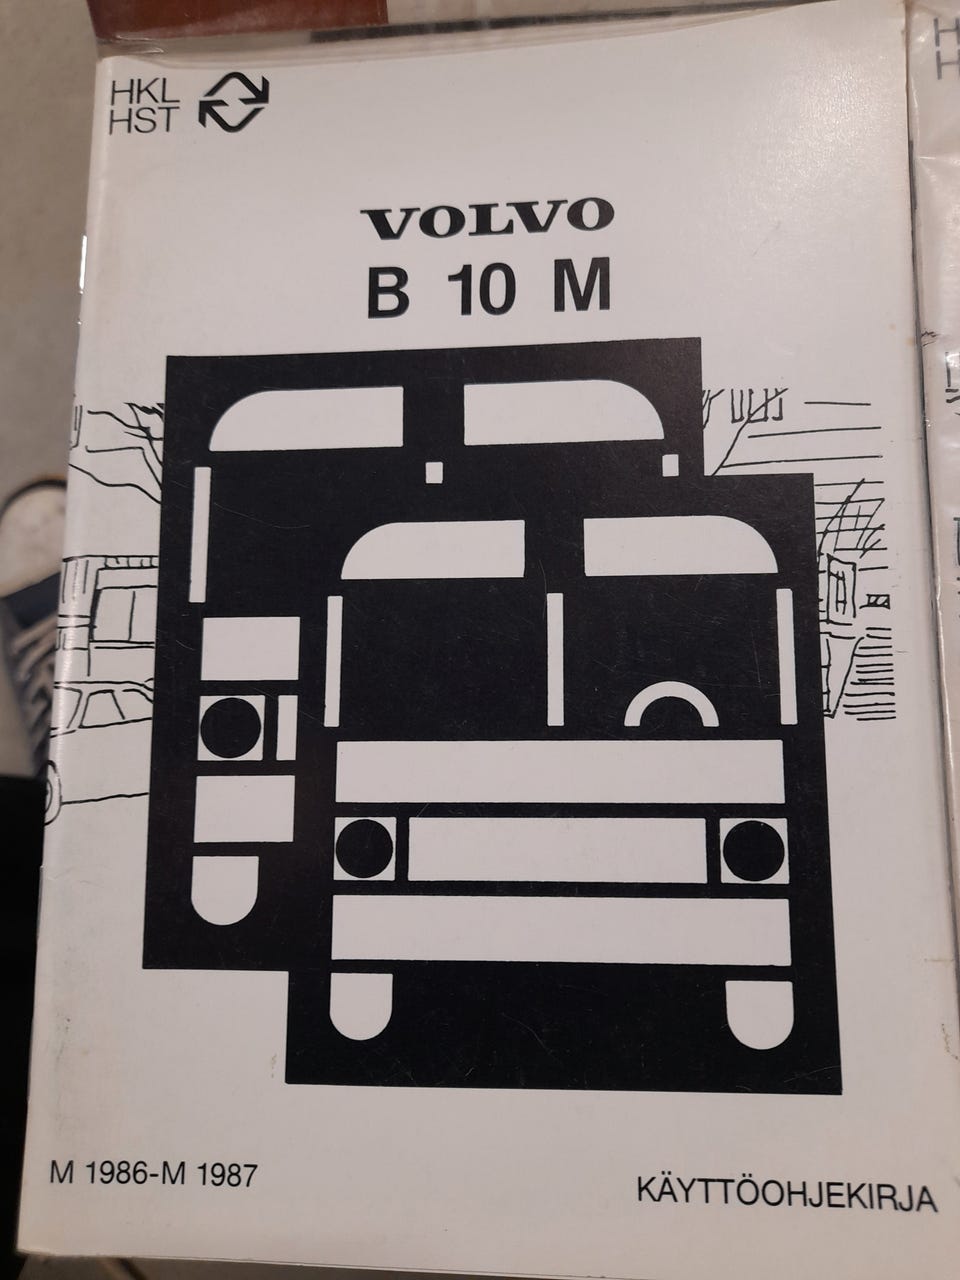 HKL
HST
VOLVO
B 10 M
M 1986-M 1987
KÄYTTÖOHJEKIRJA